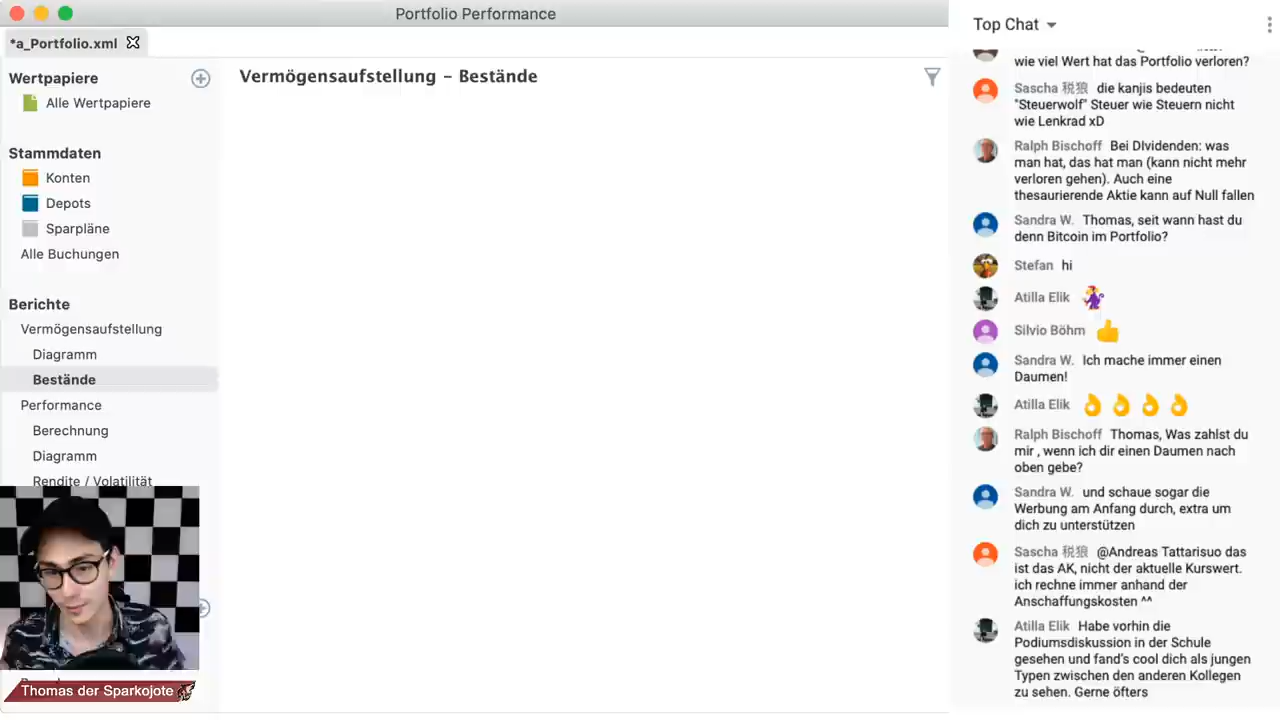 Portfolio Performance
*a_Portfolio.xml
Wertpapiere
Alle Wertpapiere
Stammdaten
Konten
Depots
Sparpläne
Alle Buchungen
Berichte
Vermögensaufstellung
Diagramm
Bestände
Performance
Berechnung
Diagramm
Rendite / Volatilität
Thomas der Sparkojote
Vermögensaufstellung – Bestände
Top Chat
wie viel Wert hat das Portfolio verloren?
Sascha 税狼 die kanjis bedeuten
"Steuerwolf" Steuer wie Steuern nicht
wie Lenkrad xD
Ralph Bischoff Bei DIvidenden: was
man hat, das hat man (kann nicht mehr
verloren gehen). Auch eine
thesaurierende Aktie kann auf Null fallen
Sandra W. Thomas, seit wann hast du
denn Bitcoin im Portfolio?
Stefan hi
Atilla Elik
Silvio Böhm
Sandra W. Ich mache immer einen
Daumen!
Atilla Elik
Ralph Bischoff Thomas, Was zahlst du
mir , wenn ich dir einen Daumen nach
oben gebe?
Sandra W. und schaue sogar die
Werbung am Anfang durch, extra um
dich zu unterstützen
Sascha 税狼 @Andreas Tattarisuo das
ist das AK, nicht der aktuelle Kurswert.
ich rechne immer anhand der
Anschaffungskosten ^^
Atilla Elik Habe vorhin die
Podiumsdiskussion in der Schule
gesehen und fand's cool dich als jungen
Typen zwischen den anderen Kollegen
zu sehen. Gerne öfters